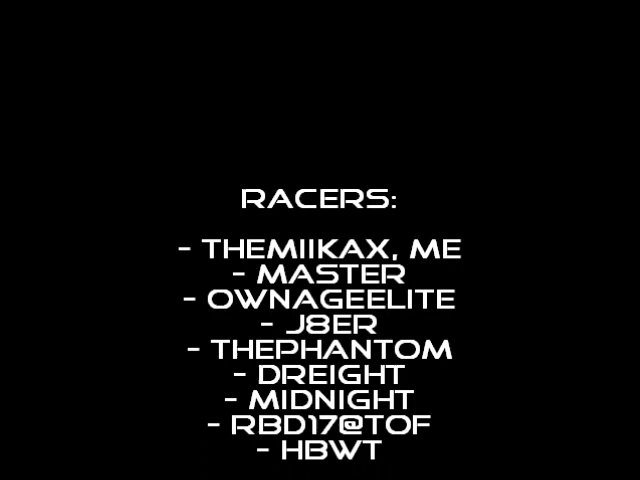 RACERS:
- THEMIIKAX, ME
- MASTER
- OWNAGEELITE
- J8ER
- THEPHANTOM
- DREIGHT
- MIDNIGHT
- RBD17@TOF
- HBWT